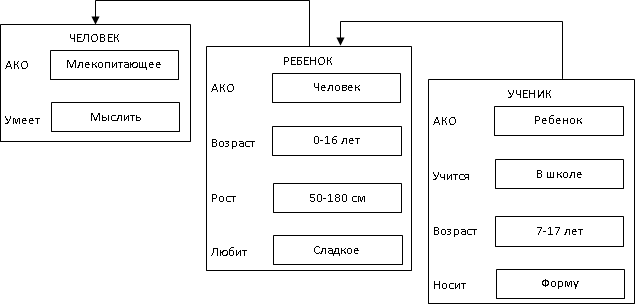 ЧЕЛОВЕК
АКО Млекопитающее
Умеет Мыслить
РЕБЕНОК
АКО Человек
Возраст 0-16 лет
Рост 50-180 см
Любит Сладкое
УЧЕНИК
АКО Ребенок
Учится В школе
Возраст 7-17 лет
Носит Форму